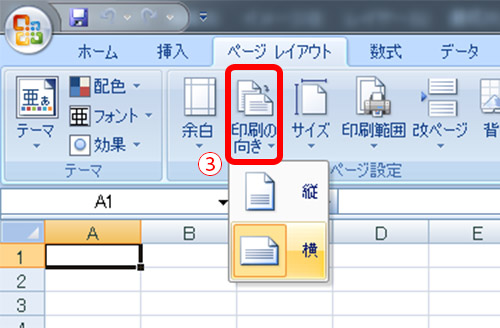 ホーム 挿入 ページ レイアウト 数式 データ
亜ぁ 配色
亜 フォント
効果
テーマ
余白
印刷の
向き
サイズ
印刷範囲
改ページ
背
テーマ
ページ設定
③
縦
横
A1
A B C D E
1
2
3
4